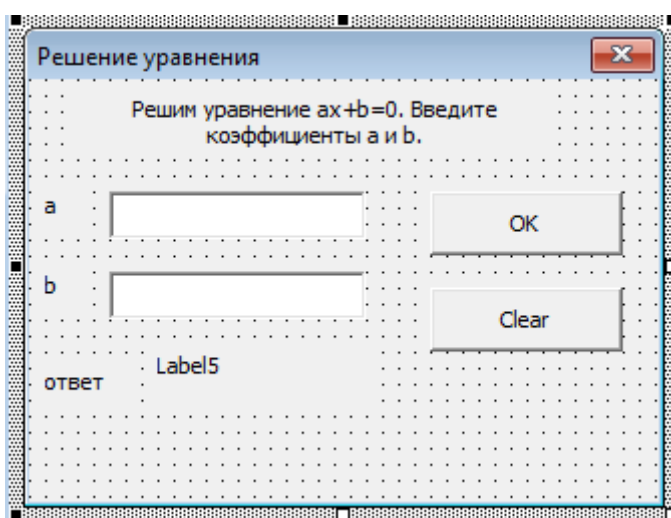 Решение уравнения
Решим уравнение ax+b=0. Введите
коэффициенты a и b.
a
OK
b
Clear
ответ
Label5